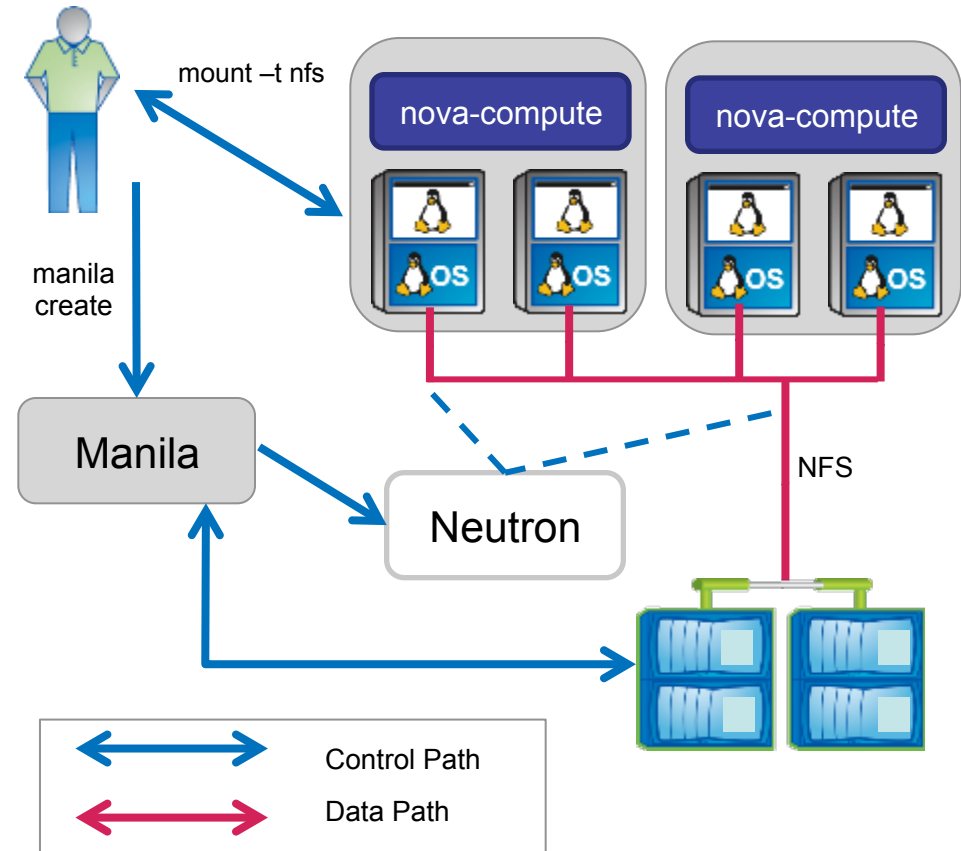 mount –t nfs
nova-compute
nova-compute
OS
OS
OS
OS
manila
create
Manila
Neutron
NFS
Control Path
Data Path